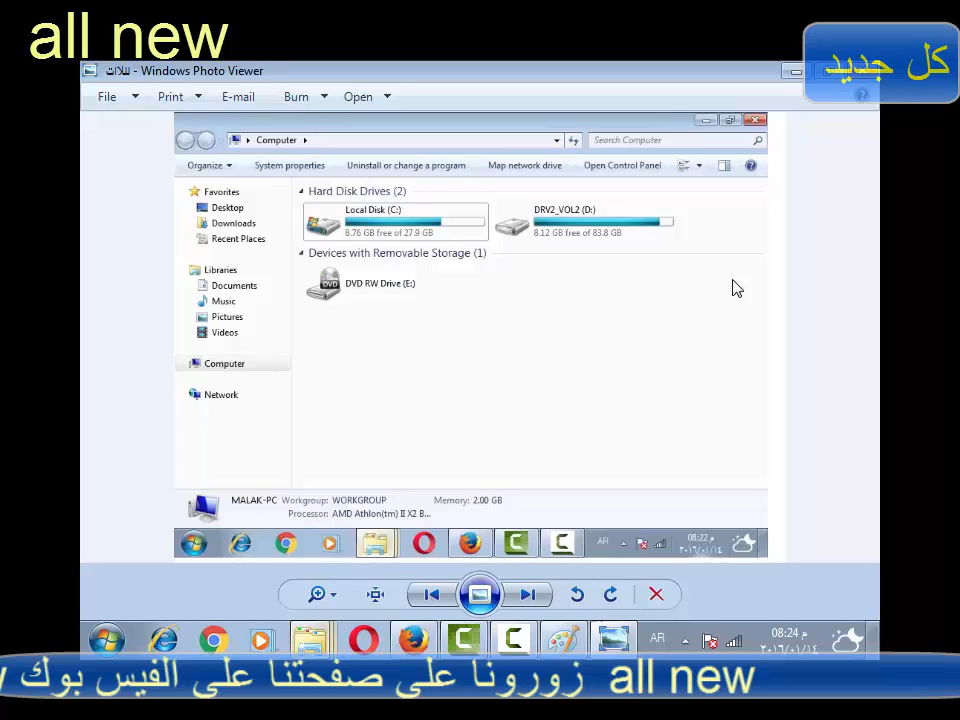 all new
كل جديد
للالات - Windows Photo Viewer
File Print E-mail Burn Open
Computer
Search Computer
Organize System properties Uninstall or change a program Map network drive Open Control Panel
Favorites
Desktop
Downloads
Recent Places
Libraries
Documents
Music
Pictures
Videos
Computer
Network
Hard Disk Drives (2)
Local Disk (C:)
8.76 GB free of 27.9 GB
DRV2_VOL2 (D:)
8.12 GB free of 83.8 GB
Devices with Removable Storage (1)
DVD
DVD RW Drive (E:)
MALAK-PC Workgroup: WORKGROUP Memory: 2.00 GB
Processor: AMD Athlon(tm) II X2 B...
AR 08:22 م
٢٠١٦/٠١/١٤
AR 08:24 م
٢٠١٦/٠١/١٤
all new زورونا على صفحتنا على الفيس بوك